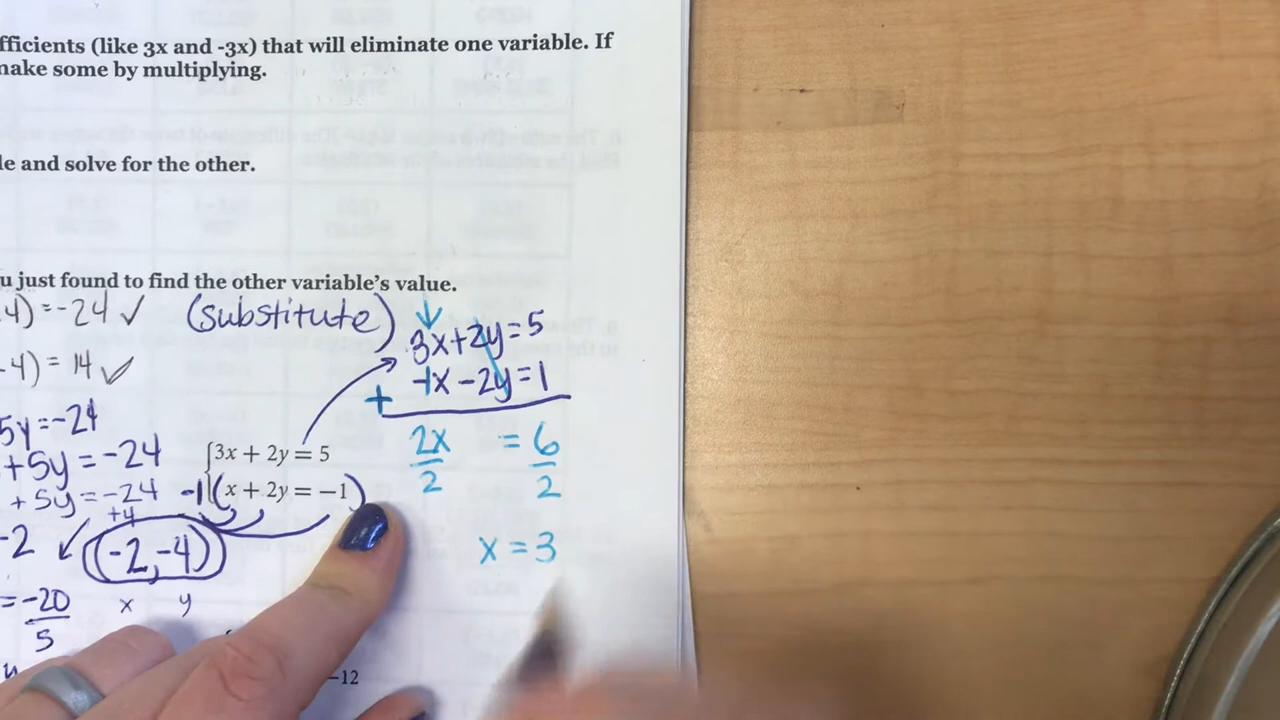 fficients (like 3x and -3x) that will eliminate one variable. If
nake some by multiplying.
le and solve for the other.
u just found to find the other variable's value.
4) = -24 ✓
(substitute)
-4) = 14 ✓
3x + 2y = 5
-1x - 2y = 1
+
2x = 6
2 2
x = 3
5y = -24
+5y = -24
+5y = -24
+4
-2
(-2, -4)
x y
= -20
5
3x + 2y = 5
-1(x + 2y = -1)
-12